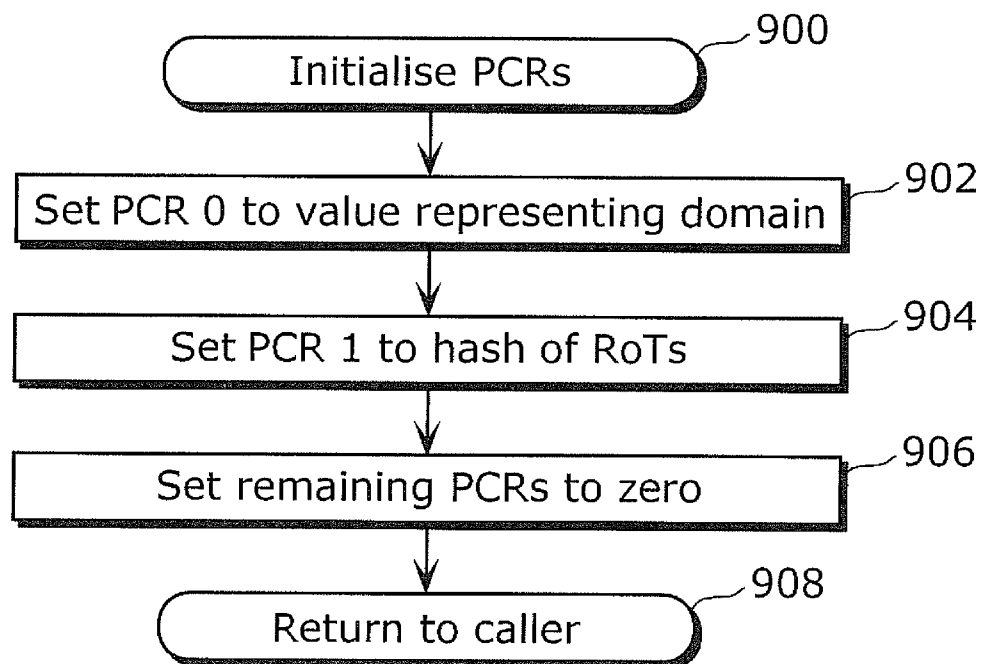 Initialise PCRs
900
Set PCR 0 to value representing domain
902
Set PCR 1 to hash of RoTs
904
Set remaining PCRs to zero
906
Return to caller
908